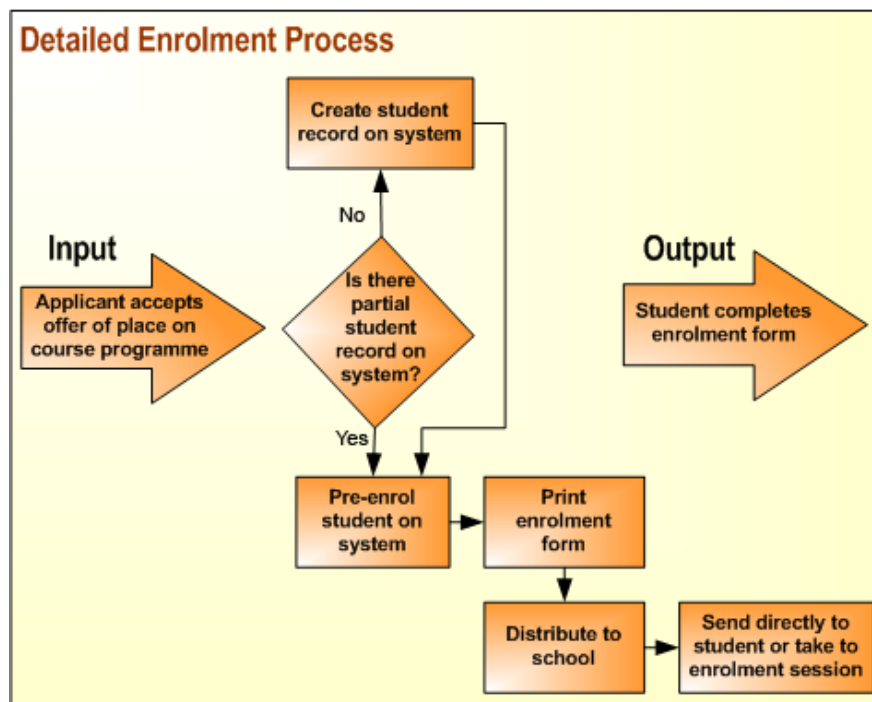 Detailed Enrolment Process
Create student
record on system
No
Input
Applicant accepts
offer of place on
course programme
Is there
partial
student
record on
system?
Output
Student completes
enrolment form
Yes
Pre-enrol
student on
system
Print
enrolment
form
Distribute to
school
Send directly to
student or take to
enrolment session